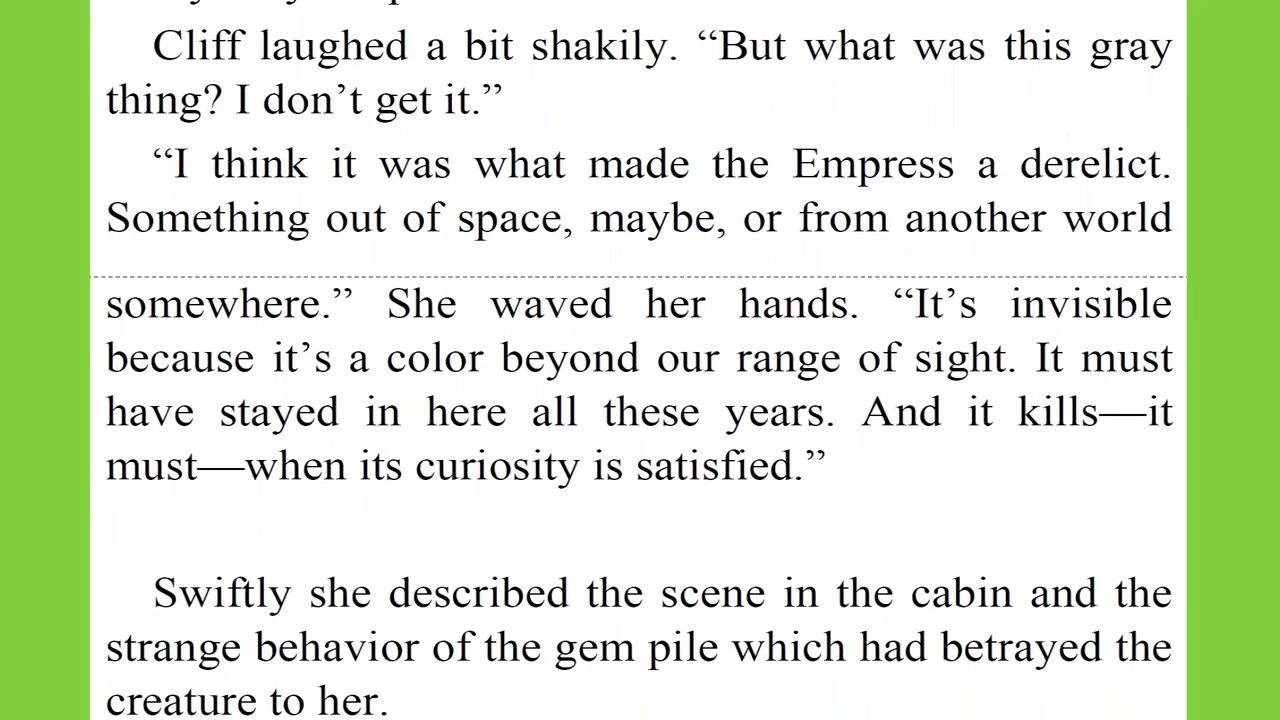 Cliff laughed a bit shakily. “But what was this gray
thing? I don’t get it.”
“I think it was what made the Empress a derelict.
Something out of space, maybe, or from another world
somewhere.” She waved her hands. “It’s invisible
because it’s a color beyond our range of sight. It must
have stayed in here all these years. And it kills—it
must—when its curiosity is satisfied.”
Swiftly she described the scene in the cabin and the
strange behavior of the gem pile which had betrayed the
creature to her.